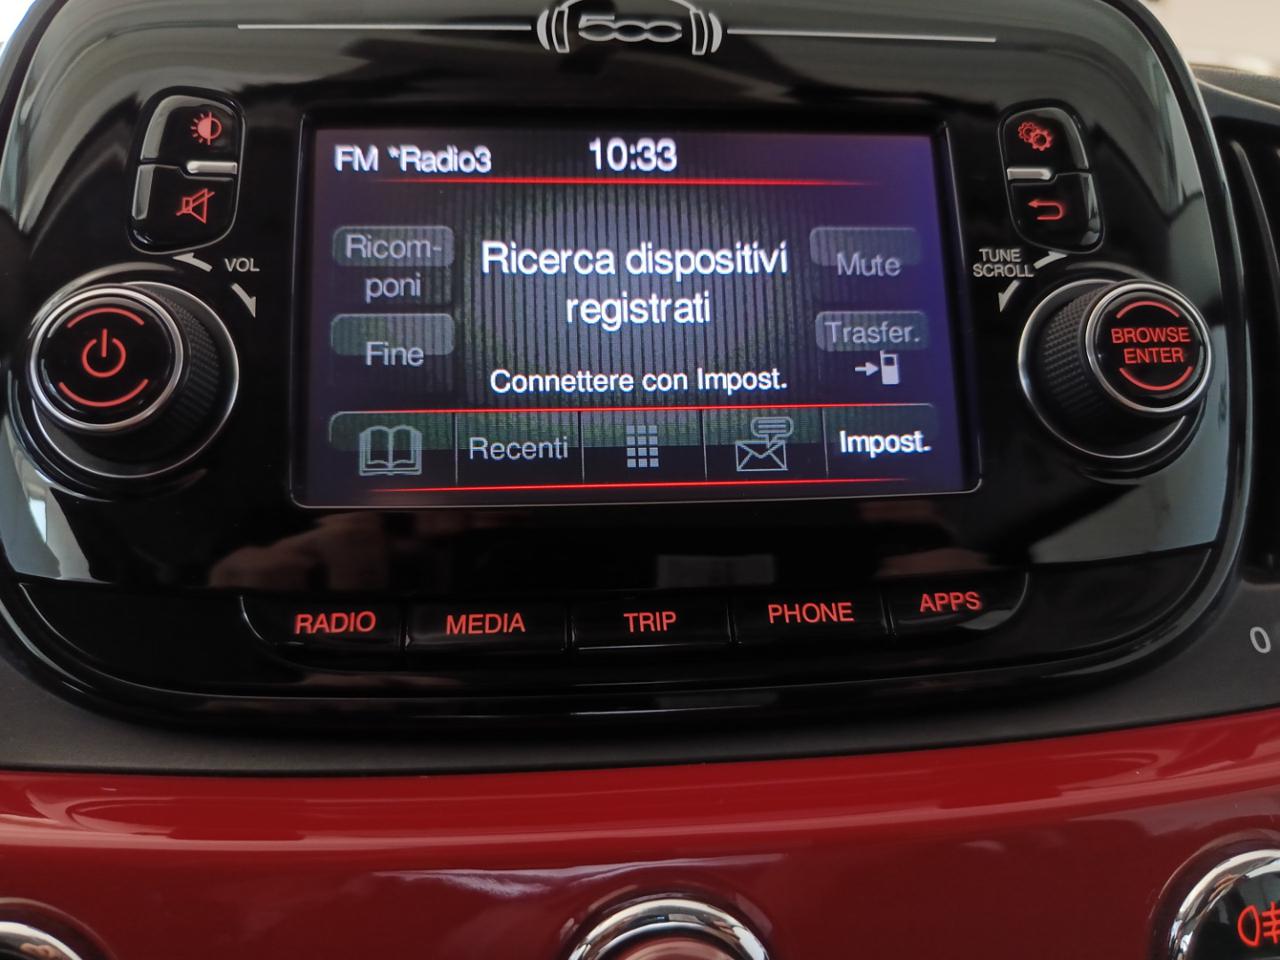 500
FM *Radio3
10:33
Ricom-
poni
Ricerca dispositivi
registrati
Mute
Fine
Trasfer.
Connettere con Impost.
Recenti
Impost.
VOL
TUNE
SCROLL
BROWSE
ENTER
RADIO
MEDIA
TRIP
PHONE
APPS
0